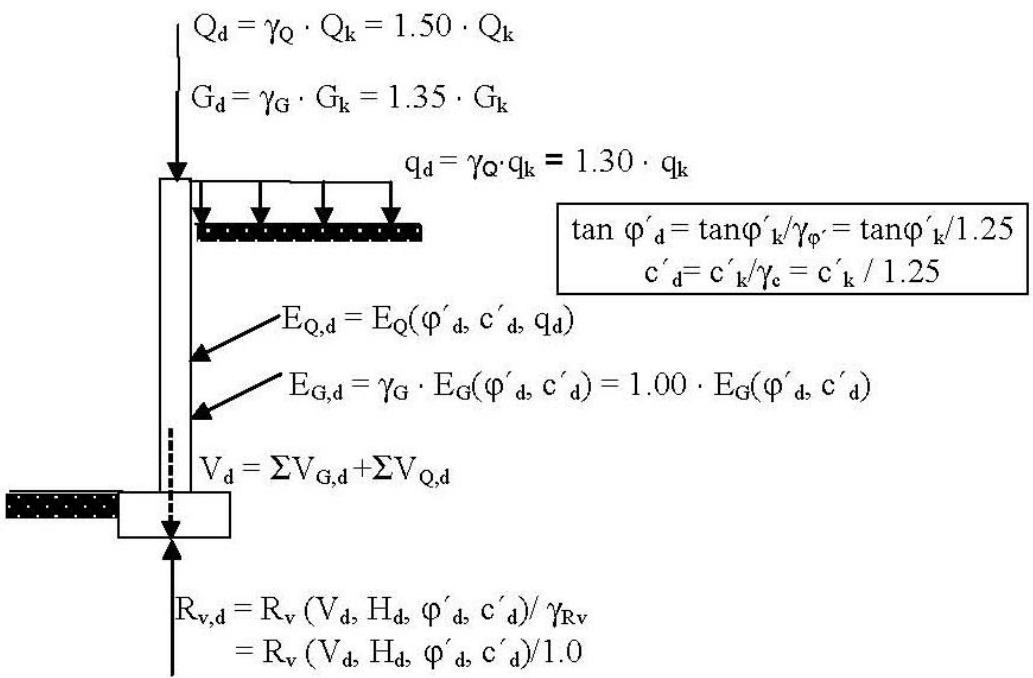 Q_d = γ_Q · Q_k = 1.50 · Q_k
G_d = γ_G · G_k = 1.35 · G_k
q_d = γ_Q·q_k = 1.30 · q_k
tan φ´_d = tanφ´_k/γ_φ´ = tanφ´_k/1.25
c´_d = c´_k/γ_c = c´_k / 1.25
E_Q,d = E_Q(φ´_d, c´_d, q_d)
E_G,d = γ_G · E_G(φ´_d, c´_d) = 1.00 · E_G(φ´_d, c´_d)
V_d = ΣV_G,d+ΣV_Q,d
R_v,d = R_v (V_d, H_d, φ´_d, c´_d)/ γ_Rv
= R_v (V_d, H_d, φ´_d, c´_d)/1.0